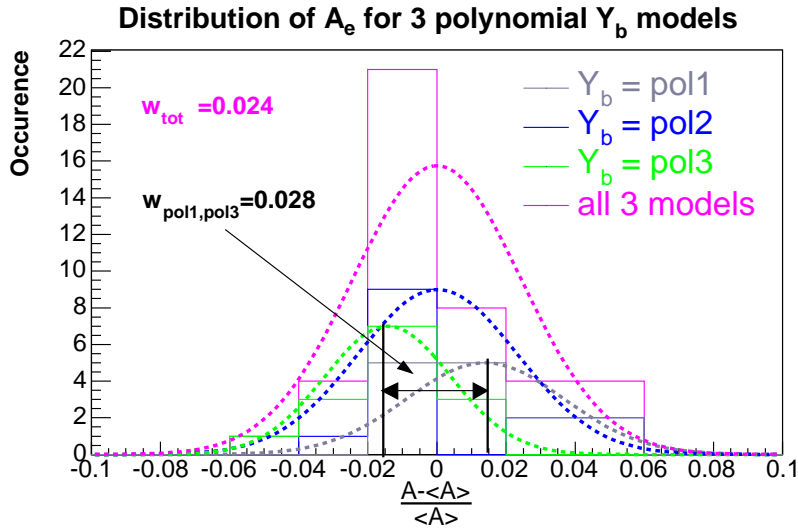 Distribution of A_e for 3 polynomial Y_b models
Occurence
22
20
18
16
14
12
10
8
6
4
2
0
w_tot =0.024
w_pol1,pol3=0.028
Y_b = pol1
Y_b = pol2
Y_b = pol3
all 3 models
-0.1 -0.08 -0.06 -0.04 -0.02 0 0.02 0.04 0.06 0.08 0.1
A-<A>
<A>